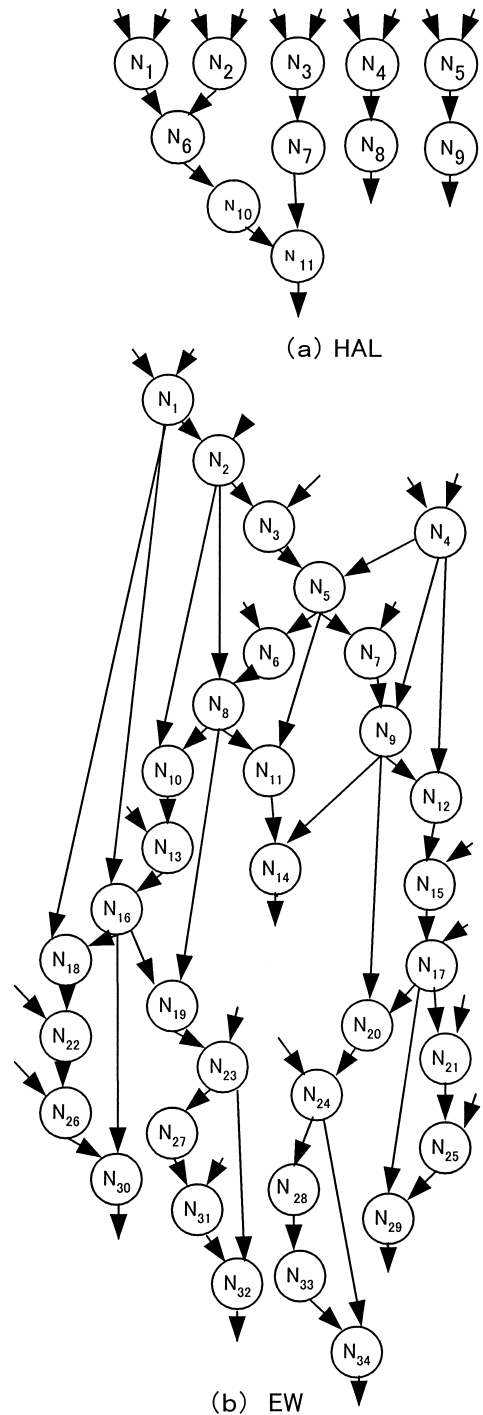 N1 N2 N3 N4 N5
N6 N7 N8 N9
N10
N11
(a) HAL
N1
N2
N3 N4
N5
N6 N7
N8
N9
N10 N11
N12
N13
N14
N15
N16
N18 N17
N19
N20
N22
N21
N23
N24
N26
N27 N25
N30
N28
N31 N29
N32 N33
N34
(b) EW